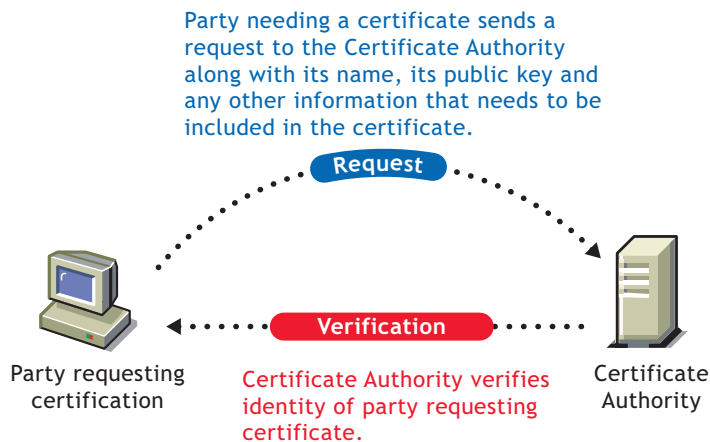 Party needing a certificate sends a
request to the Certificate Authority
along with its name, its public key and
any other information that needs to be
included in the certificate.
Request
Verification
Party requesting
certification
Certificate Authority verifies
identity of party requesting
certificate.
Certificate
Authority